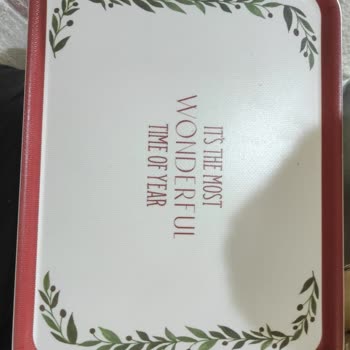 IT'S THE MOST
WONDERFUL
TIME OF YEAR